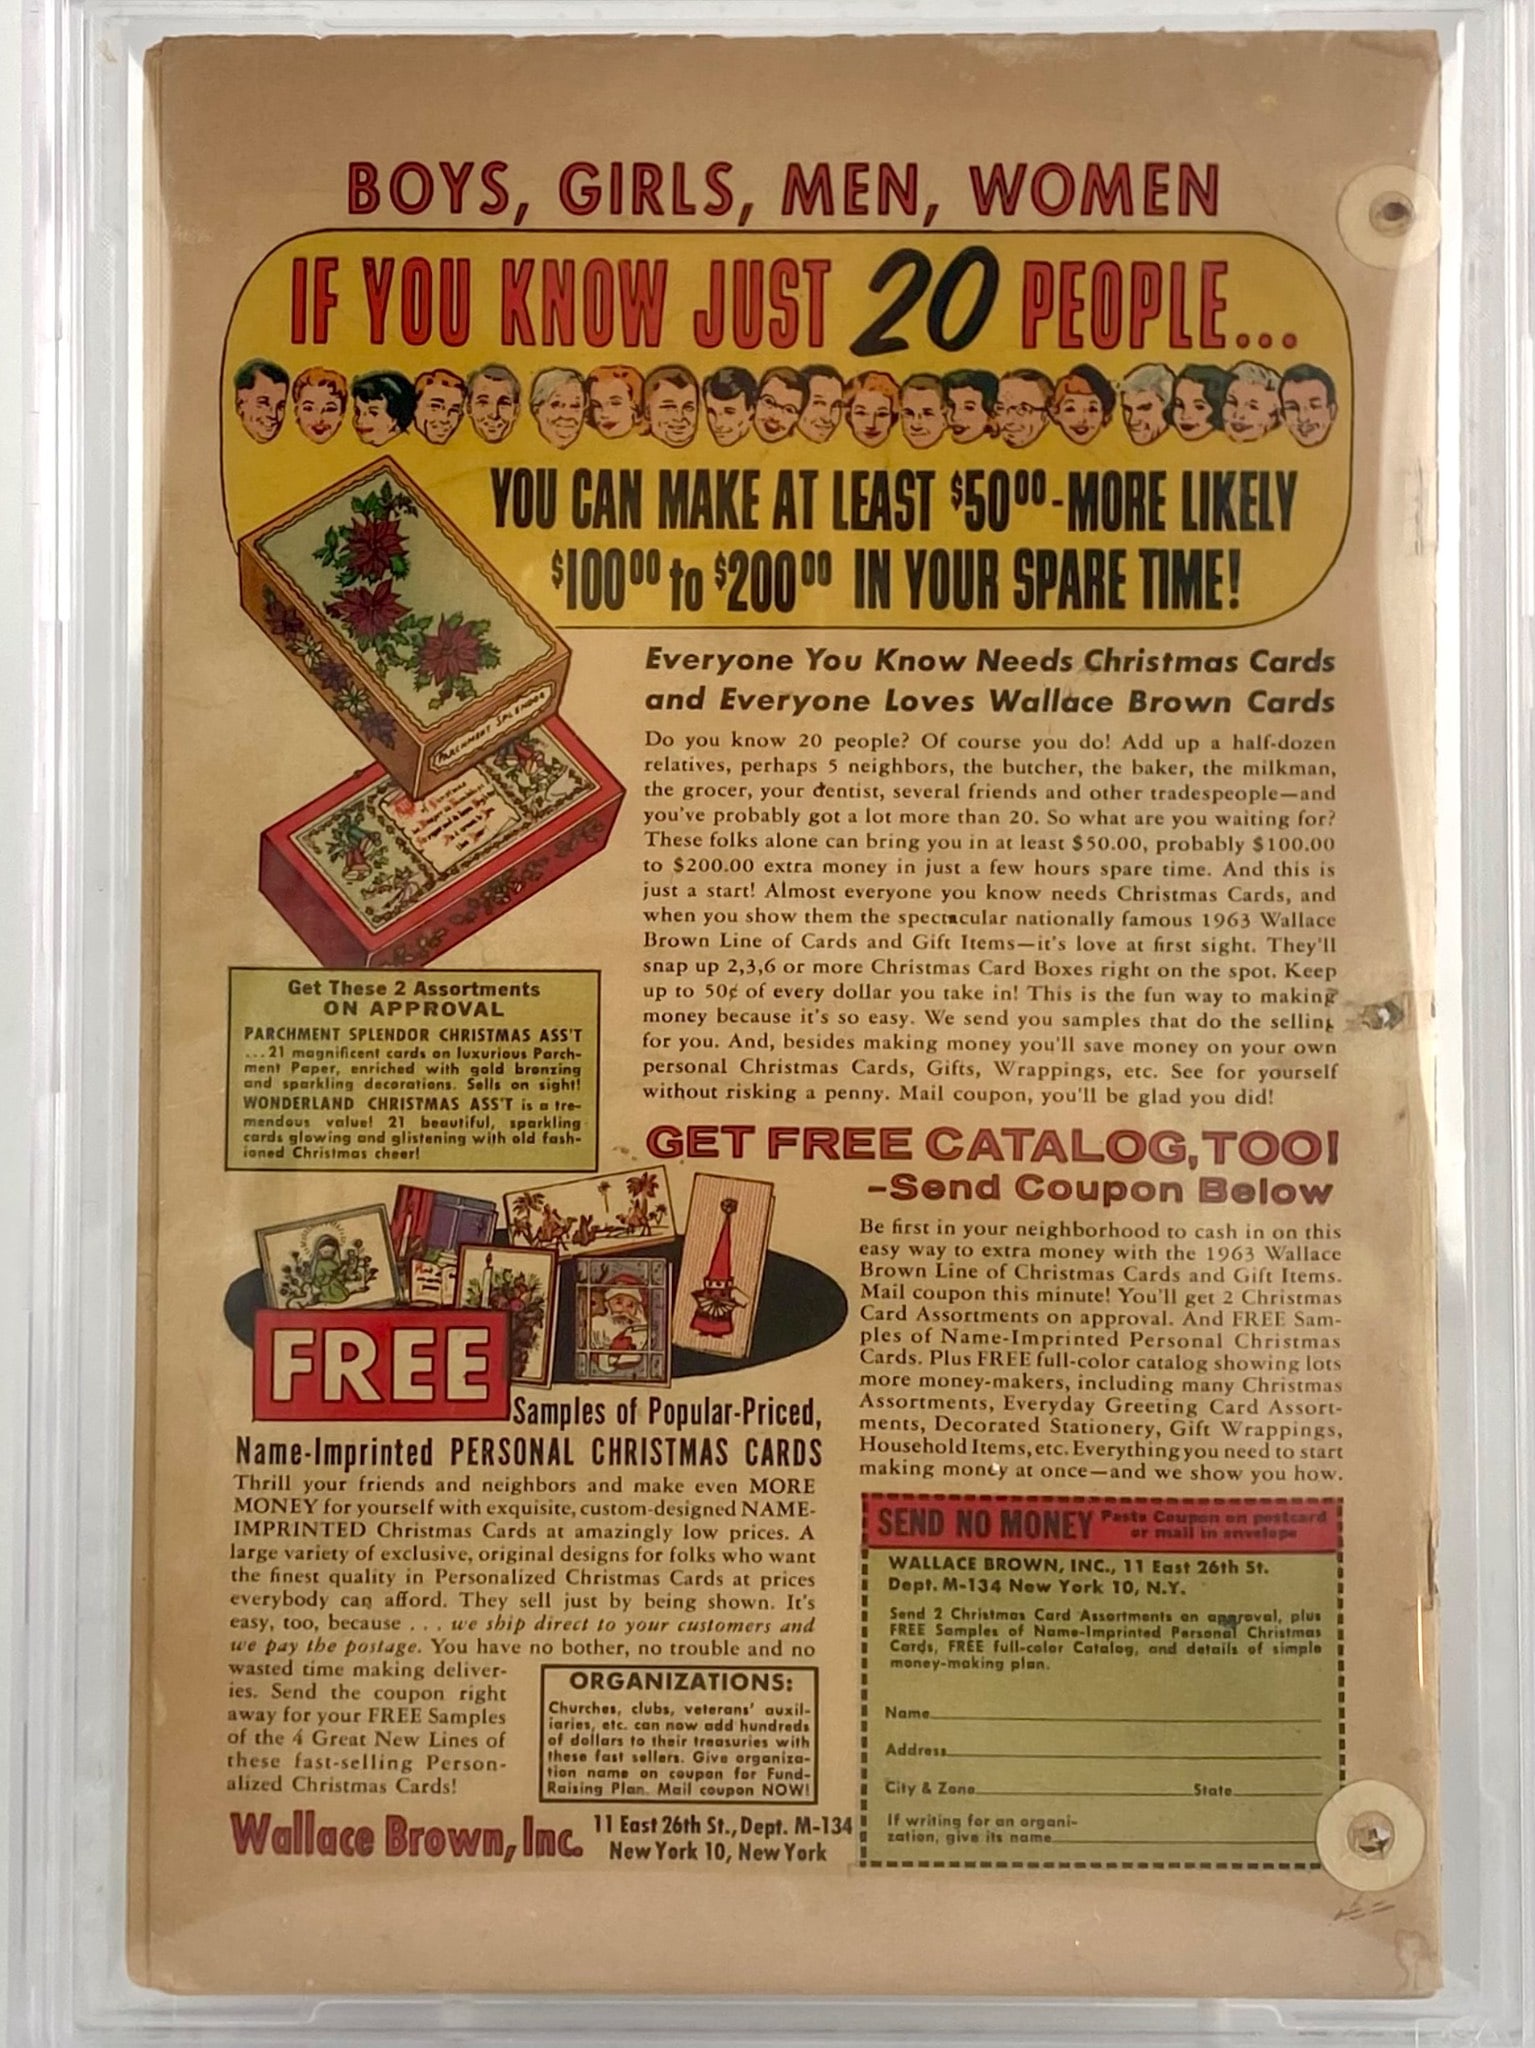 BOYS, GIRLS, MEN, WOMEN
IF YOU KNOW JUST 20 PEOPLE...
YOU CAN MAKE AT LEAST $50⁰⁰-MORE LIKELY
$100⁰⁰ to $200⁰⁰ IN YOUR SPARE TIME!
PARCHMENT SPLENDOR
Everyone You Know Needs Christmas Cards
and Everyone Loves Wallace Brown Cards
Do you know 20 people? Of course you do! Add up a half-dozen
relatives, perhaps 5 neighbors, the butcher, the baker, the milkman,
the grocer, your dentist, several friends and other tradespeople—and
you've probably got a lot more than 20. So what are you waiting for?
These folks alone can bring you in at least $50.00, probably $100.00
to $200.00 extra money in just a few hours spare time. And this is
just a start! Almost everyone you know needs Christmas Cards, and
when you show them the spectacular nationally famous 1963 Wallace
Brown Line of Cards and Gift Items—it's love at first sight. They'll
snap up 2,3,6 or more Christmas Card Boxes right on the spot. Keep
up to 50¢ of every dollar you take in! This is the fun way to making
money because it's so easy. We send you samples that do the selling
for you. And, besides making money you'll save money on your own
personal Christmas Cards, Gifts, Wrappings, etc. See for yourself
without risking a penny. Mail coupon, you'll be glad you did!
Get These 2 Assortments
ON APPROVAL
PARCHMENT SPLENDOR CHRISTMAS ASS'T
...21 magnificent cards on luxurious Parch-
ment Paper, enriched with gold bronzing
and sparkling decorations. Sells on sight!
WONDERLAND CHRISTMAS ASS'T is a tre-
mendous value! 21 beautiful, sparkling
cards glowing and glistening with old fash-
ioned Christmas cheer!
GET FREE CATALOG, TOO!
-Send Coupon Below
Be first in your neighborhood to cash in on this
easy way to extra money with the 1963 Wallace
Brown Line of Christmas Cards and Gift Items.
Mail coupon this minute! You'll get 2 Christmas
Card Assortments on approval. And FREE Sam-
ples of Name-Imprinted Personal Christmas
Cards. Plus FREE full-color catalog showing lots
more money-makers, including many Christmas
Assortments, Everyday Greeting Card Assort-
ments, Decorated Stationery, Gift Wrappings,
Household Items, etc. Everything you need to start
making money at once—and we show you how.
FREE
Samples of Popular-Priced,
Name-Imprinted PERSONAL CHRISTMAS CARDS
Thrill your friends and neighbors and make even MORE
MONEY for yourself with exquisite, custom-designed NAME-
IMPRINTED Christmas Cards at amazingly low prices. A
large variety of exclusive, original designs for folks who want
the finest quality in Personalized Christmas Cards at prices
everybody can afford. They sell just by being shown. It's
easy, too, because . . . we ship direct to your customers and
we pay the postage. You have no bother, no trouble and no
wasted time making deliver-
ies. Send the coupon right
away for your FREE Samples
of the 4 Great New Lines of
these fast-selling Person-
alized Christmas Cards!
ORGANIZATIONS:
Churches, clubs, veterans' auxil-
iaries, etc. can now add hundreds
of dollars to their treasuries with
these fast sellers. Give organiza-
tion name on coupon for Fund-
Raising Plan. Mail coupon NOW!
Wallace Brown, Inc.
11 East 26th St., Dept. M-134
New York 10, New York
SEND NO MONEY Paste Coupon on postcard
or mail in envelope
WALLACE BROWN, INC., 11 East 26th St.
Dept. M-134 New York 10, N.Y.
Send 2 Christmas Card Assortments on approval, plus
FREE Samples of Name-Imprinted Personal Christmas
Cards, FREE full-color Catalog, and details of simple
money-making plan.
Name
Address
City & Zone State
If writing for an organi-
zation, give its name